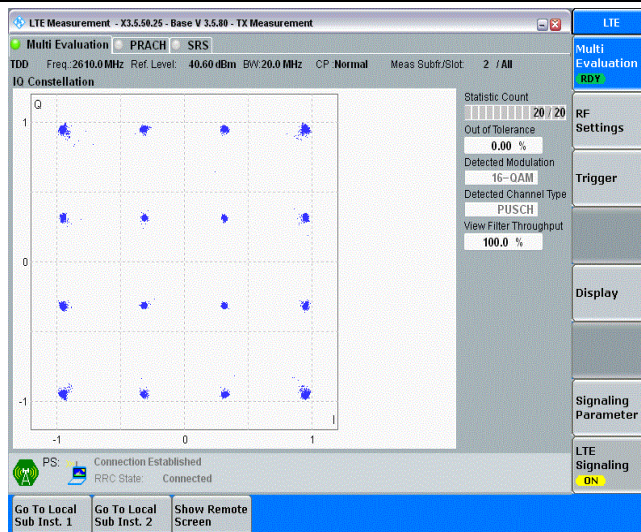 LTE Measurement - X3.5.50.25 - Base V 3.5.80 - TX Measurement
LTE
Multi Evaluation PRACH SRS
TDD Freq.:2610.0 MHz Ref. Level: 40.60 dBm BW:20.0 MHz CP :Normal Meas Subfr./Slot: 2 / All
IQ Constellation
Q
1
0
-1
I
-1 0 1
Statistic Count
20 / 20
Out of Tolerance
0.00 %
Detected Modulation
16-QAM
Detected Channel Type
PUSCH
View Filter Throughput
100.0 %
Multi
Evaluation
RDY
RF
Settings
Trigger
Display
Signaling
Parameter
LTE
Signaling
ON
PS: Connection Established
RRC State: Connected
Go To Local
Sub Inst. 1
Go To Local
Sub Inst. 2
Show Remote
Screen